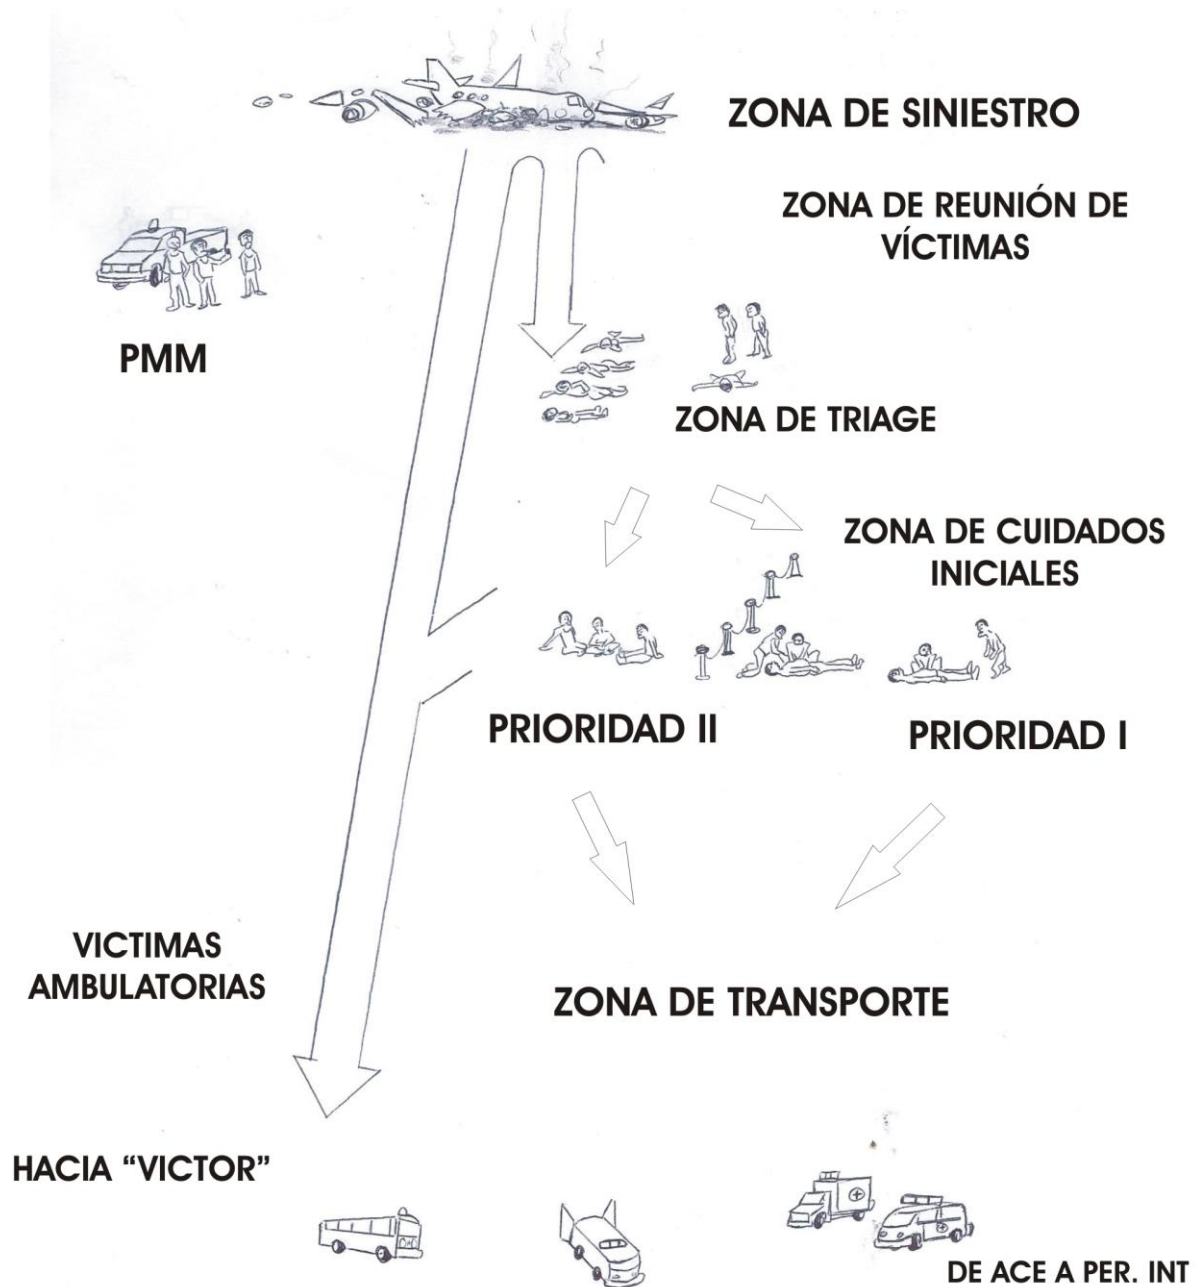 ZONA DE SINIESTRO
ZONA DE REUNIÓN DE
VÍCTIMAS
PMM
ZONA DE TRIAGE
ZONA DE CUIDADOS
INICIALES
PRIORIDAD II
PRIORIDAD I
VICTIMAS
AMBULATORIAS
ZONA DE TRANSPORTE
HACIA “VICTOR”
DE ACE A PER. INT